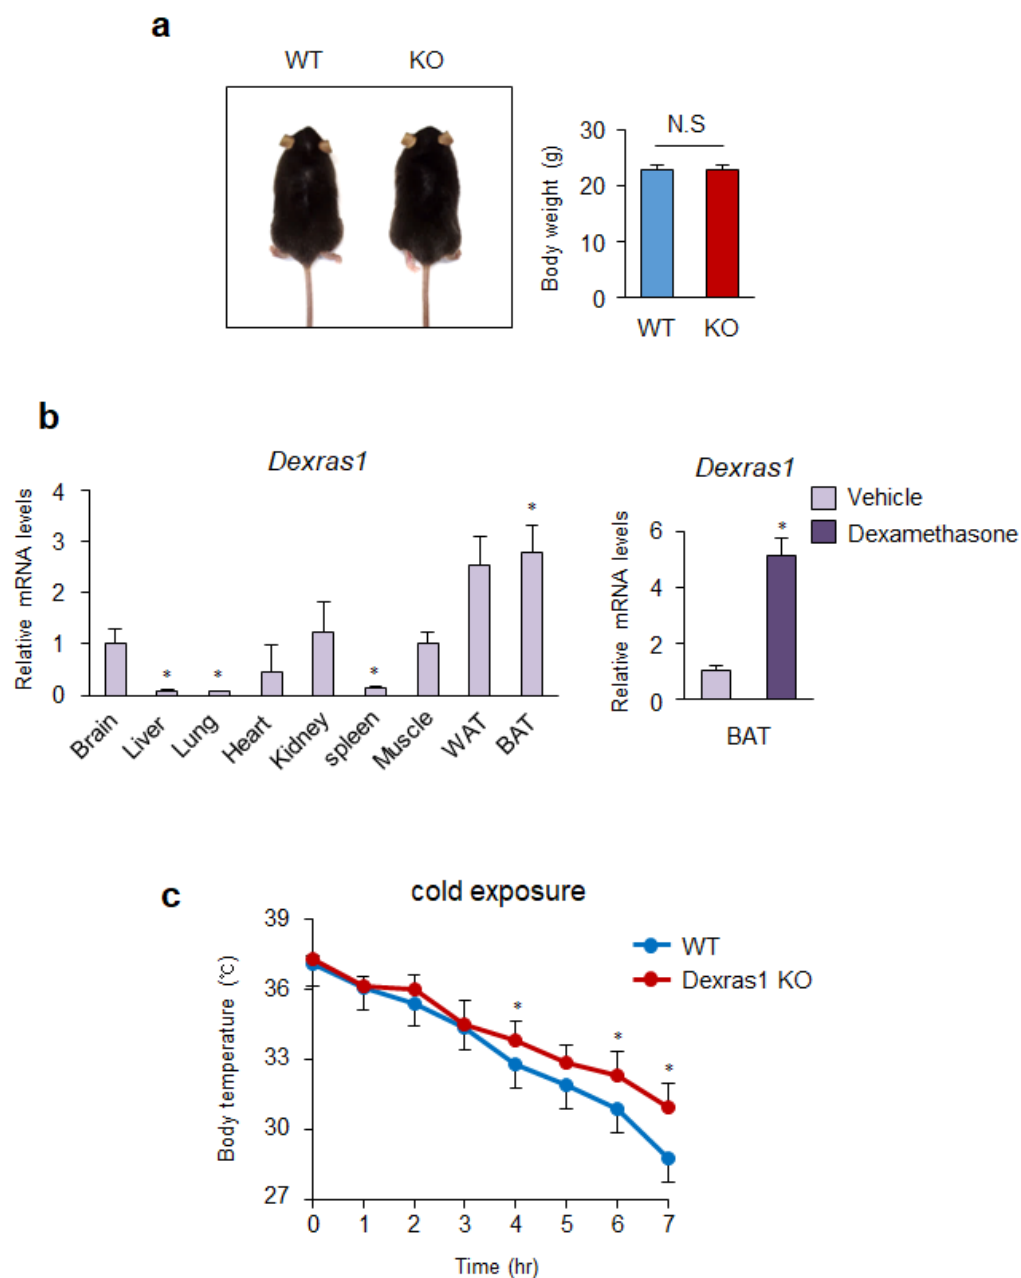 a
WT KO
N.S
Body weight (g)
30
20
10
0
WT KO
b
Dexras1
Relative mRNA levels
4
3
2
1
0
Brain Liver Lung Heart Kidney spleen Muscle WAT BAT
* * * *
Dexras1
Vehicle
Dexamethasone
Relative mRNA levels
6
4
2
0
*
BAT
c
cold exposure
WT
Dexras1 KO
Body temperature (°c)
39
36
33
30
27
* * *
0 1 2 3 4 5 6 7
Time (hr)